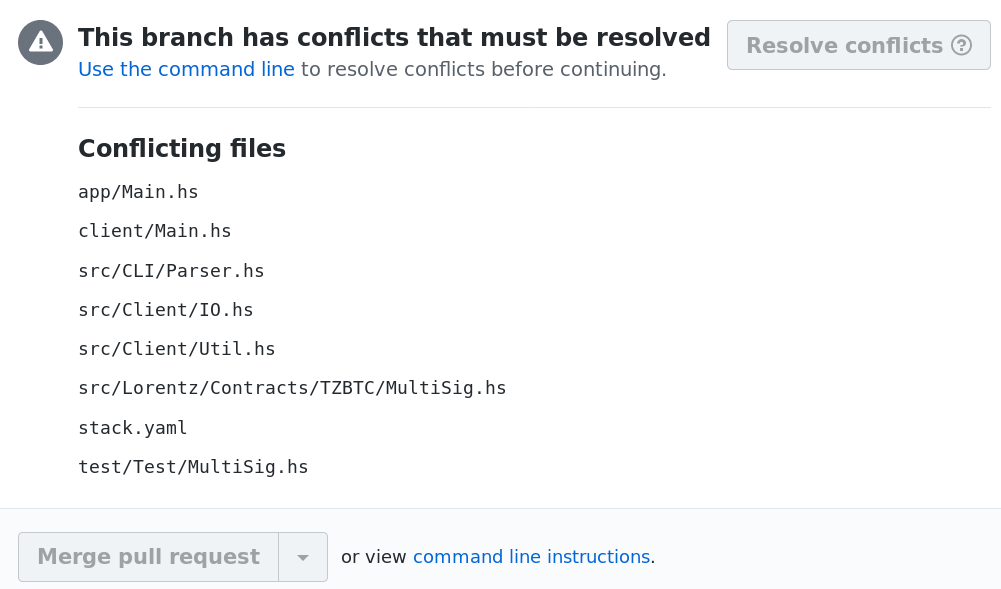 This branch has conflicts that must be resolved
Resolve conflicts
Use the command line to resolve conflicts before continuing.
Conflicting files
app/Main.hs
client/Main.hs
src/CLI/Parser.hs
src/Client/IO.hs
src/Client/Util.hs
src/Lorentz/Contracts/TZBTC/MultiSig.hs
stack.yaml
test/Test/MultiSig.hs
Merge pull request or view command line instructions.